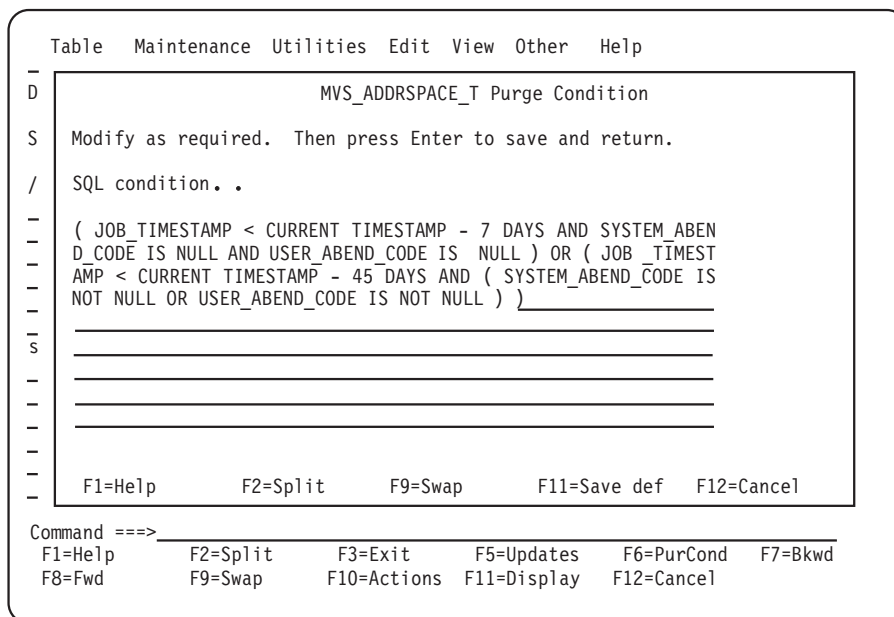 Table Maintenance Utilities Edit View Other Help
D MVS_ADDRSPACE_T Purge Condition
S Modify as required. Then press Enter to save and return.
/ SQL condition. .
( JOB_TIMESTAMP < CURRENT TIMESTAMP - 7 DAYS AND SYSTEM_ABEN
D_CODE IS NULL AND USER_ABEND_CODE IS NULL ) OR ( JOB _TIMEST
AMP < CURRENT TIMESTAMP - 45 DAYS AND ( SYSTEM_ABEND_CODE IS
NOT NULL OR USER_ABEND_CODE IS NOT NULL ) )
s
F1=Help F2=Split F9=Swap F11=Save def F12=Cancel
Command ===>
F1=Help F2=Split F3=Exit F5=Updates F6=PurCond F7=Bkwd
F8=Fwd F9=Swap F10=Actions F11=Display F12=Cancel